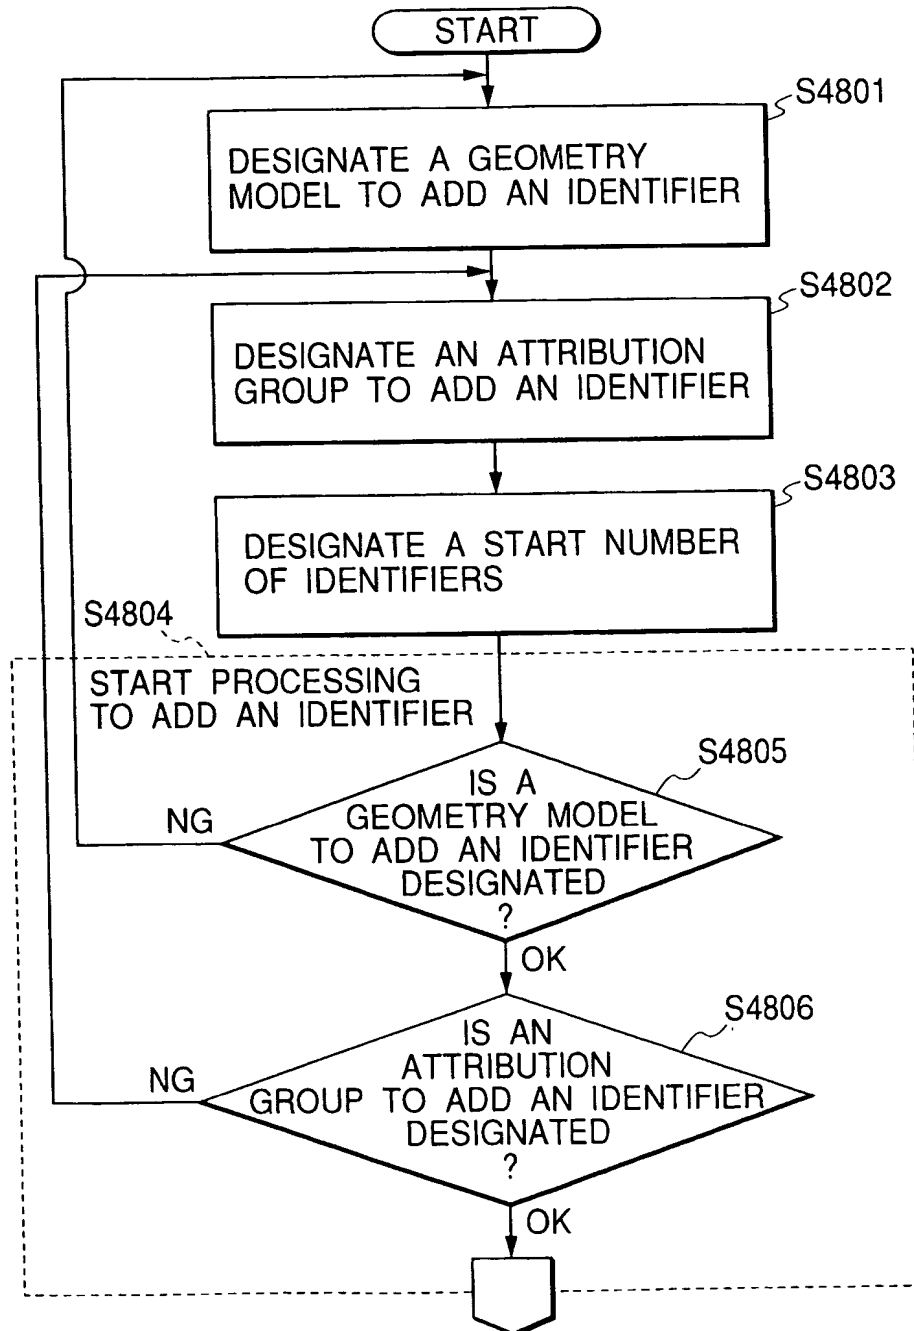 START
S4801
DESIGNATE A GEOMETRY
MODEL TO ADD AN IDENTIFIER
S4802
DESIGNATE AN ATTRIBUTION
GROUP TO ADD AN IDENTIFIER
S4803
DESIGNATE A START NUMBER
OF IDENTIFIERS
S4804
START PROCESSING
TO ADD AN IDENTIFIER
S4805
IS A
GEOMETRY MODEL
TO ADD AN IDENTIFIER
DESIGNATED
?
NG
OK
S4806
IS AN
ATTRIBUTION
GROUP TO ADD AN IDENTIFIER
DESIGNATED
?
NG
OK